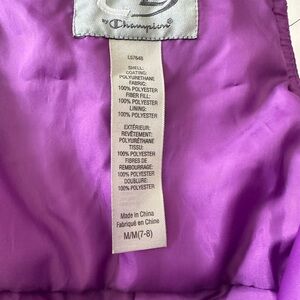 by Champion
LS7648
SHELL:
COATING:
POLYURETHANE
FABRIC:
100% POLYESTER
FIBER FILL:
100% POLYESTER
LINING:
100% POLYESTER
EXTÉRIEUR:
REVÊTEMENT:
POLYURÉTHANE
TISSU:
100% POLYESTER
FIBRES DE
REMBOURRAGE:
100% POLYESTER
DOUBLURE:
100% POLYESTER
Made in China
Fabriqué en Chine
M/M(7-8)